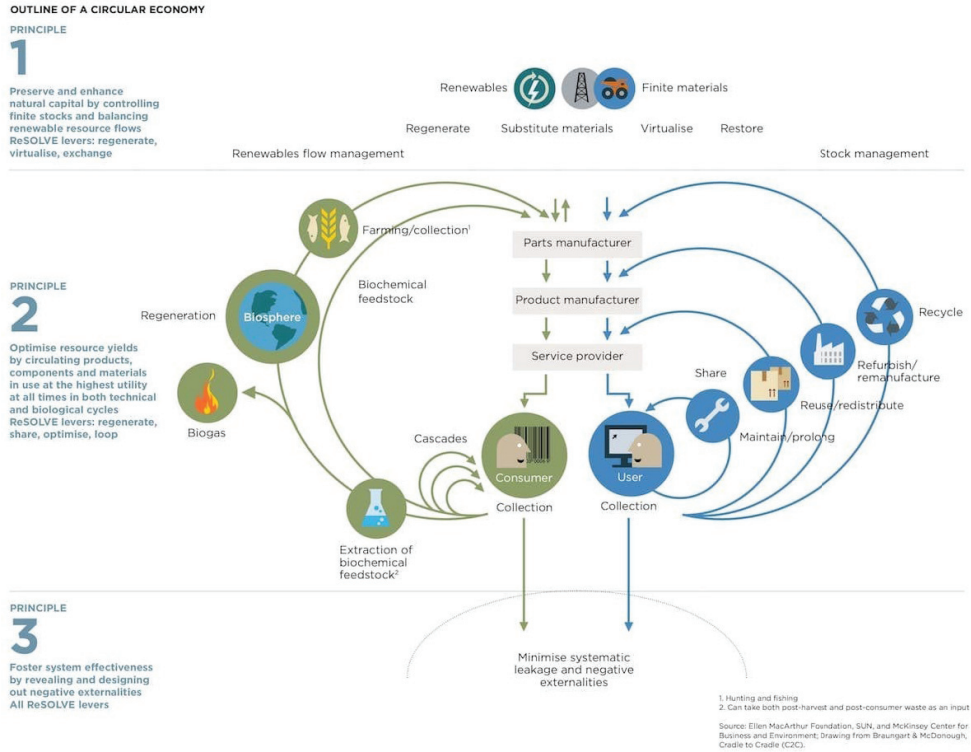 OUTLINE OF A CIRCULAR ECONOMY
PRINCIPLE
1
Preserve and enhance
natural capital by controlling
finite stocks and balancing
renewable resource flows
ReSOLVE levers: regenerate,
virtualise, exchange
Renewables
Finite materials
Regenerate
Substitute materials
Virtualise
Restore
Renewables flow management
Stock management
PRINCIPLE
2
Optimise resource yields
by circulating products,
components and materials
in use at the highest utility
at all times in both technical
and biological cycles
ReSOLVE levers: regenerate,
share, optimise, loop
Farming/collection¹
Parts manufacturer
Biochemical
feedstock
Regeneration
Biosphere
Product manufacturer
Recycle
Service provider
Refurbish/
remanufacture
Share
Reuse/redistribute
Biogas
Cascades
Maintain/prolong
Consumer
User
Collection
Collection
Extraction of
biochemical
feedstock²
PRINCIPLE
3
Foster system effectiveness
by revealing and designing
out negative externalities
All ReSOLVE levers
Minimise systematic
leakage and negative
externalities
1. Hunting and fishing
2. Can take both post-harvest and post-consumer waste as an input
Source: Ellen MacArthur Foundation, SUN, and McKinsey Center for
Business and Environment; Drawing from Braungart & McDonough,
Cradle to Cradle (C2C).